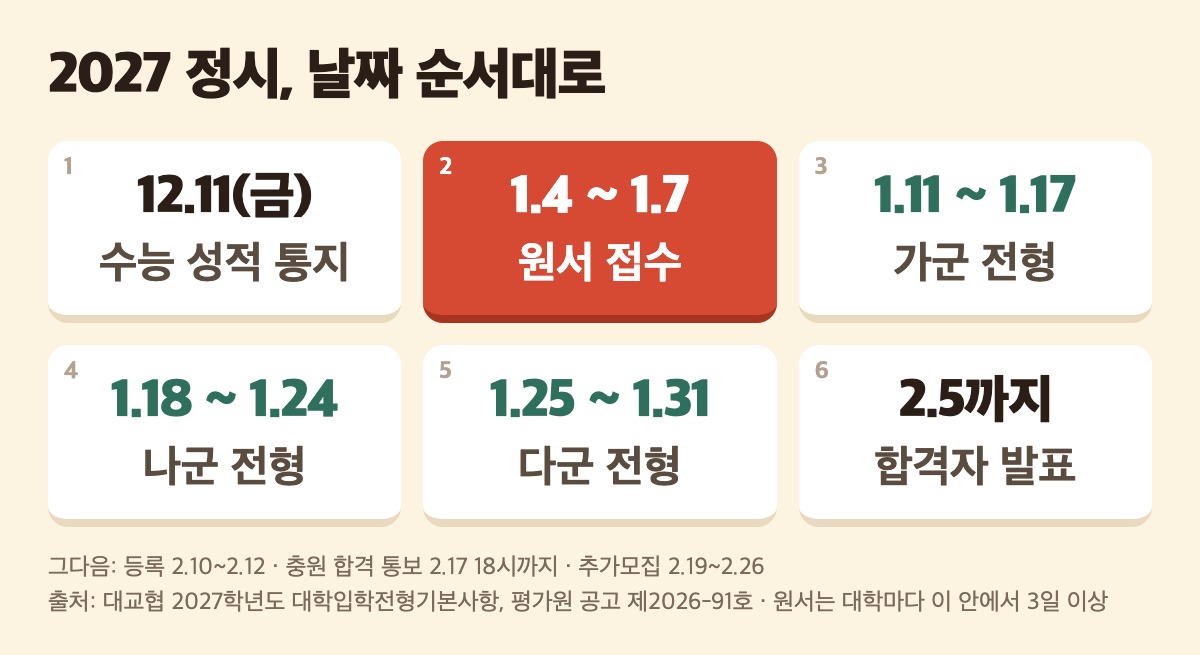 2027 정시, 날짜 순서대로
1
12.11(금)
수능 성적 통지
2
1.4 ~ 1.7
원서 접수
3
1.11 ~ 1.17
가군 전형
4
1.18 ~ 1.24
나군 전형
5
1.25 ~ 1.31
다군 전형
6
2.5까지
합격자 발표
그다음: 등록 2.10~2.12 · 충원 합격 통보 2.17 18시까지 · 추가모집 2.19~2.26
출처: 대교협 2027학년도 대학입학전형기본사항, 평가원 공고 제2026-91호 · 원서는 대학마다 이 안에서 3일 이상